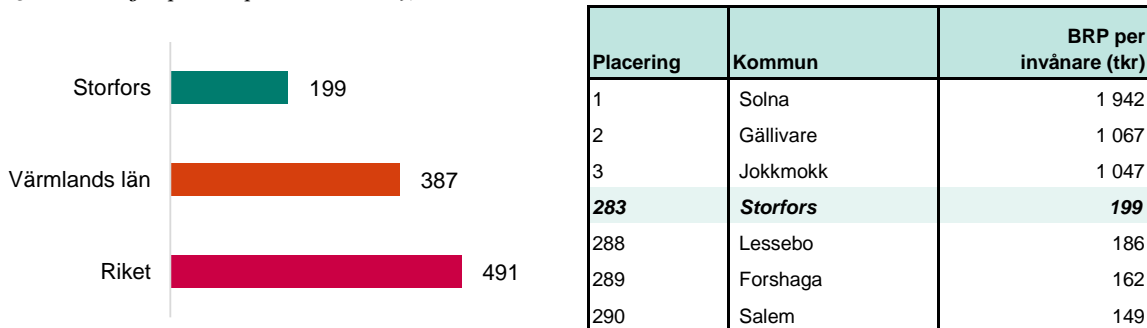 Storfors 199
Värmlands län 387
Riket 491
Placering Kommun BRP per invånare (tkr)
1 Solna 1 942
2 Gällivare 1 067
3 Jokkmokk 1 047
283 Storfors 199
288 Lessebo 186
289 Forshaga 162
290 Salem 149